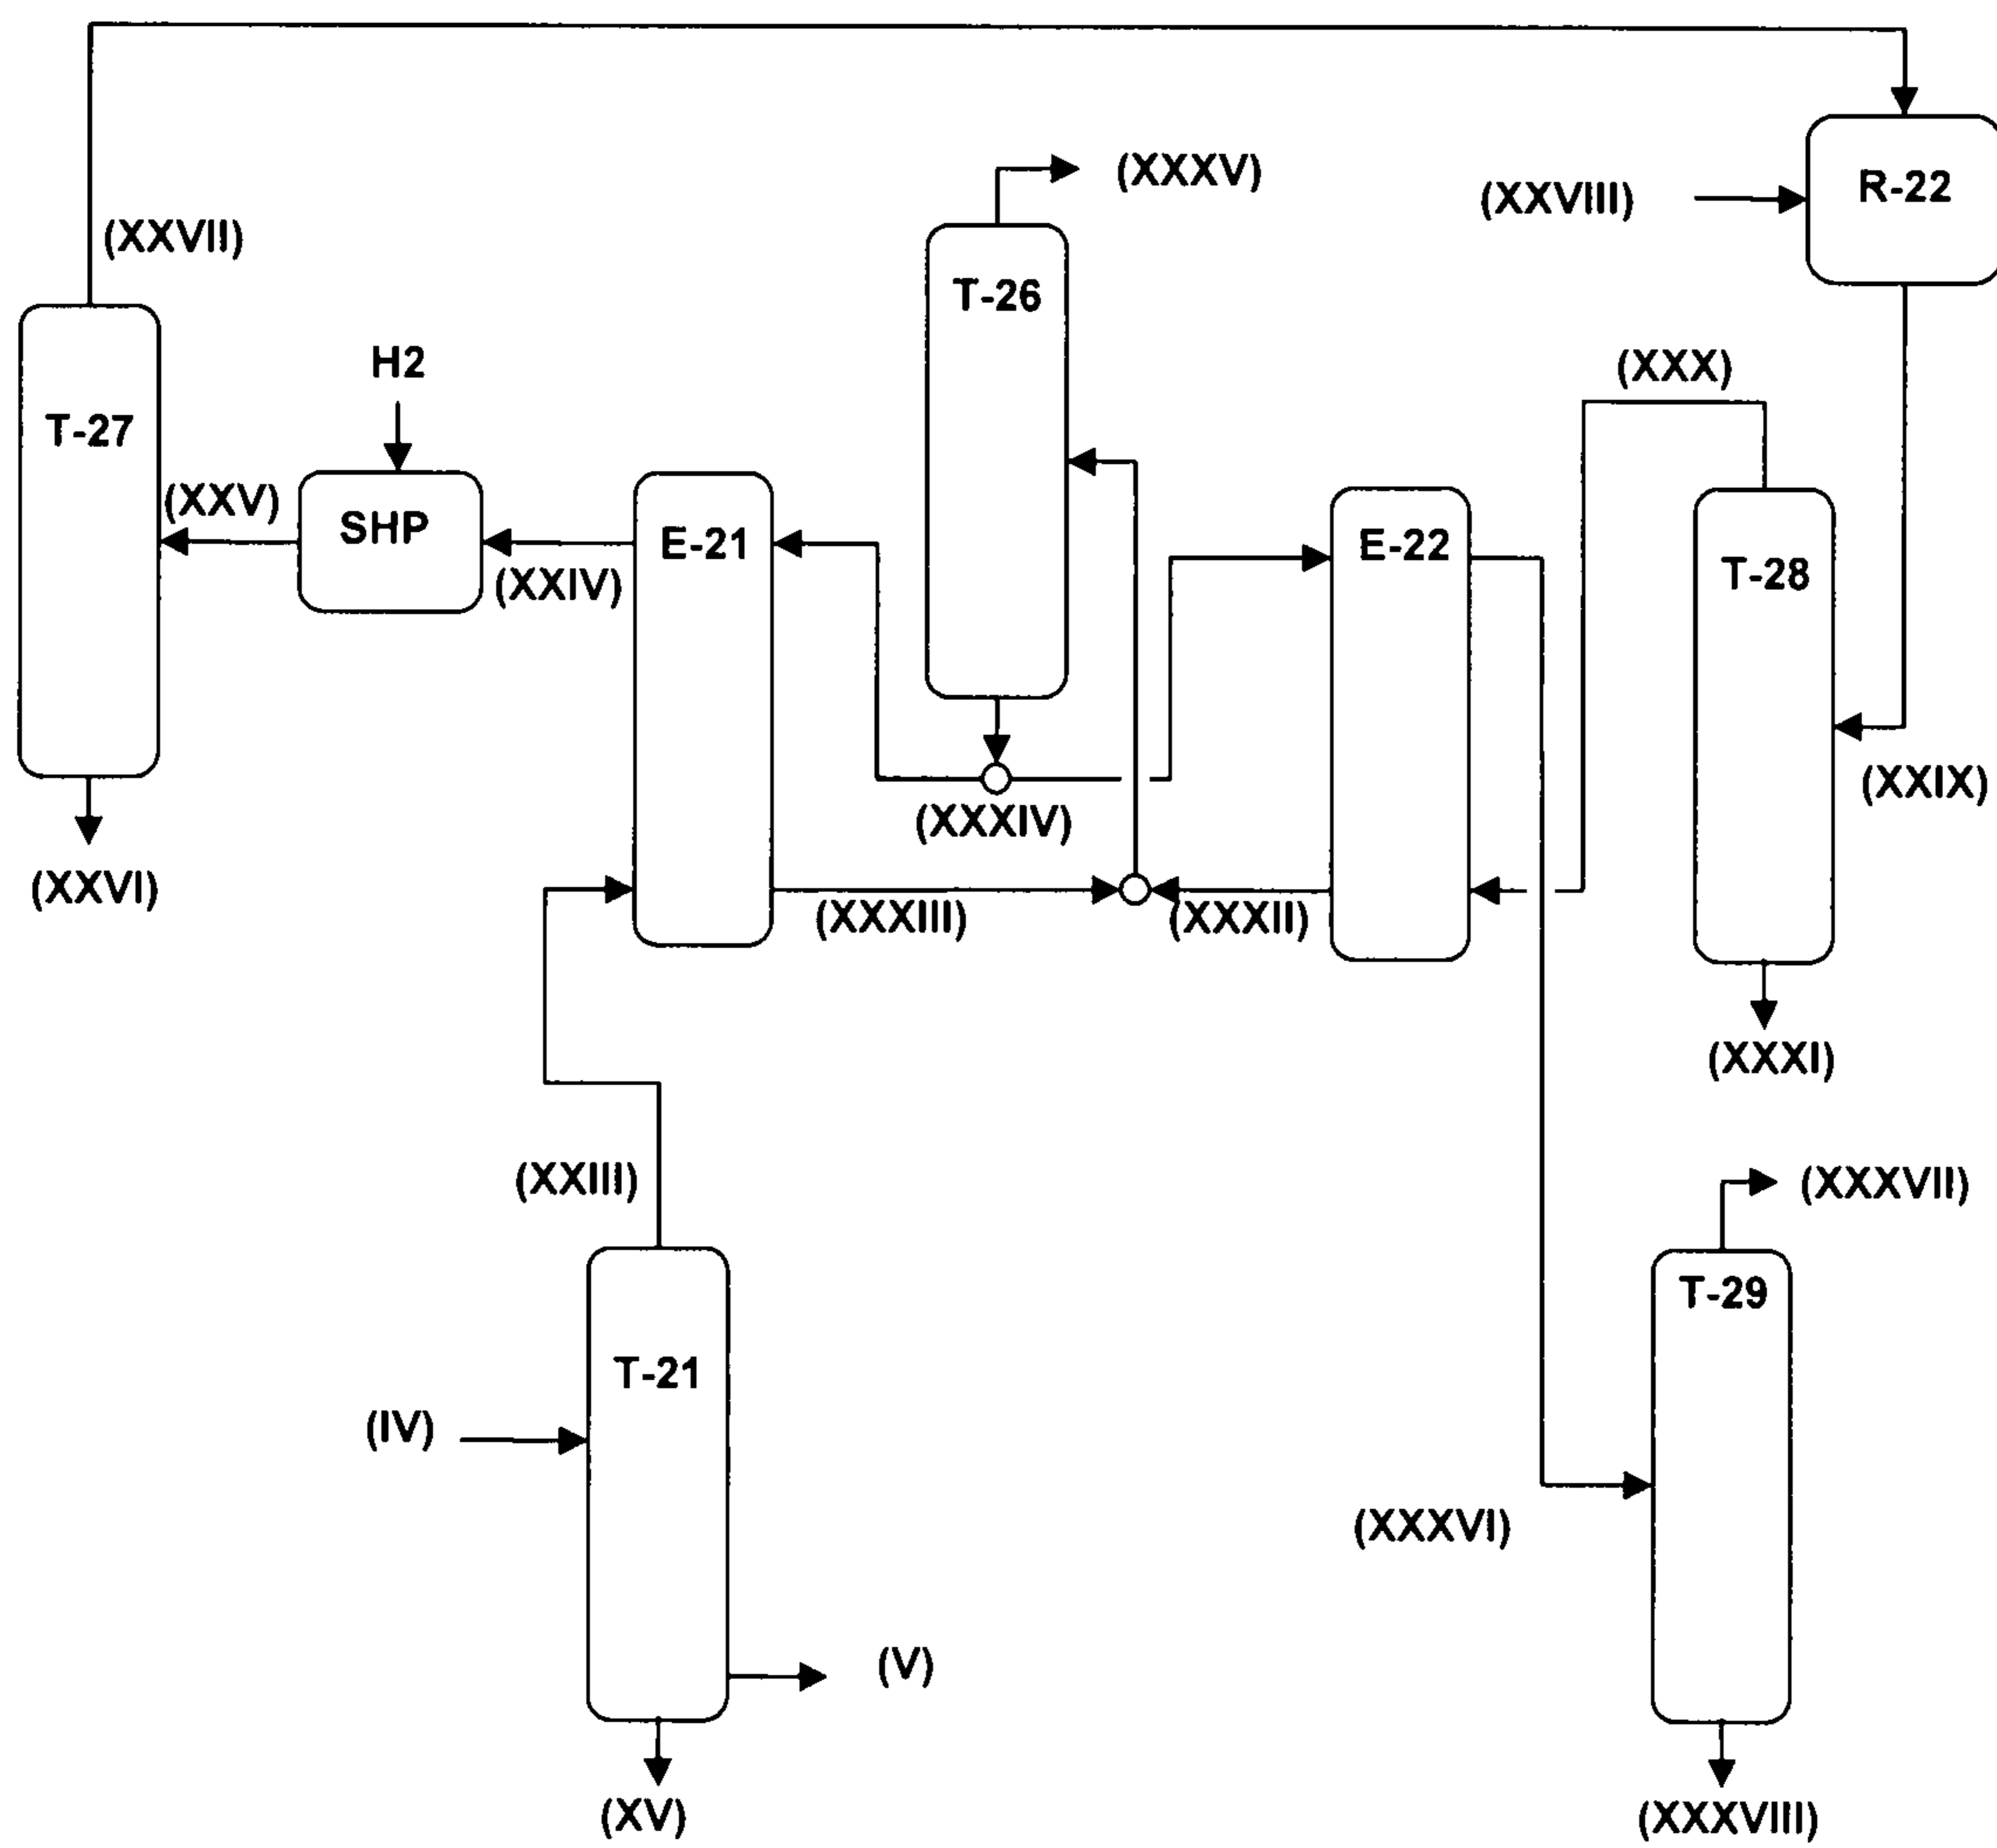 (XXXV)
(XXVIII)
R-22
(XXVII)
T-26
H2
(XXX)
T-27
(XXV)
SHP
E-21
E-22
(XXIV)
T-28
(XXIX)
(XXXIV)
(XXVI)
(XXXIII)
(XXXII)
(XXXI)
(XXIII)
(XXXVII)
T-29
T-21
(IV)
(XXXVI)
(V)
(XV)
(XXXVIII)